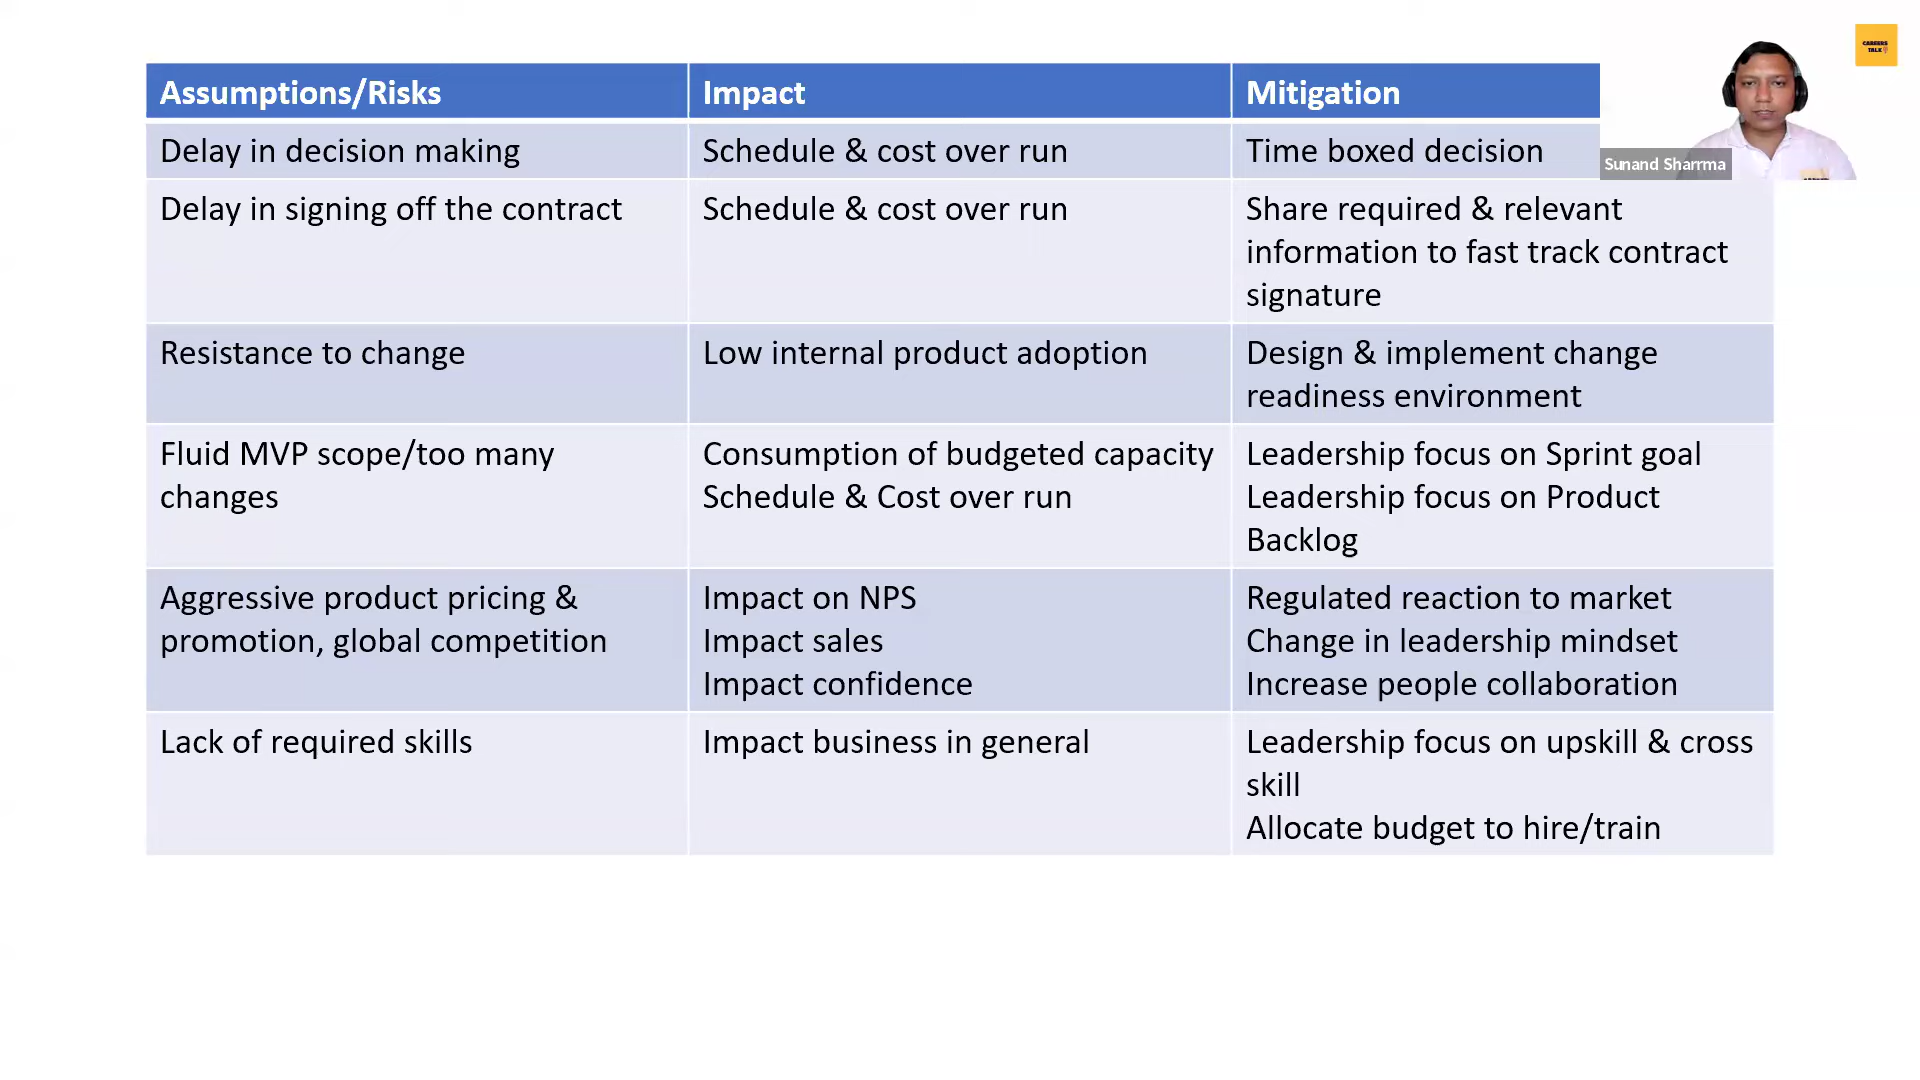 CAREERS
TALK
Assumptions/Risks
Impact
Mitigation
Delay in decision making
Schedule & cost over run
Time boxed decision
Sunand Sharrma
Delay in signing off the contract
Schedule & cost over run
Share required & relevant
information to fast track contract
signature
Resistance to change
Low internal product adoption
Design & implement change
readiness environment
Fluid MVP scope/too many
changes
Consumption of budgeted capacity
Schedule & Cost over run
Leadership focus on Sprint goal
Leadership focus on Product
Backlog
Aggressive product pricing &
promotion, global competition
Impact on NPS
Impact sales
Impact confidence
Regulated reaction to market
Change in leadership mindset
Increase people collaboration
Lack of required skills
Impact business in general
Leadership focus on upskill & cross
skill
Allocate budget to hire/train